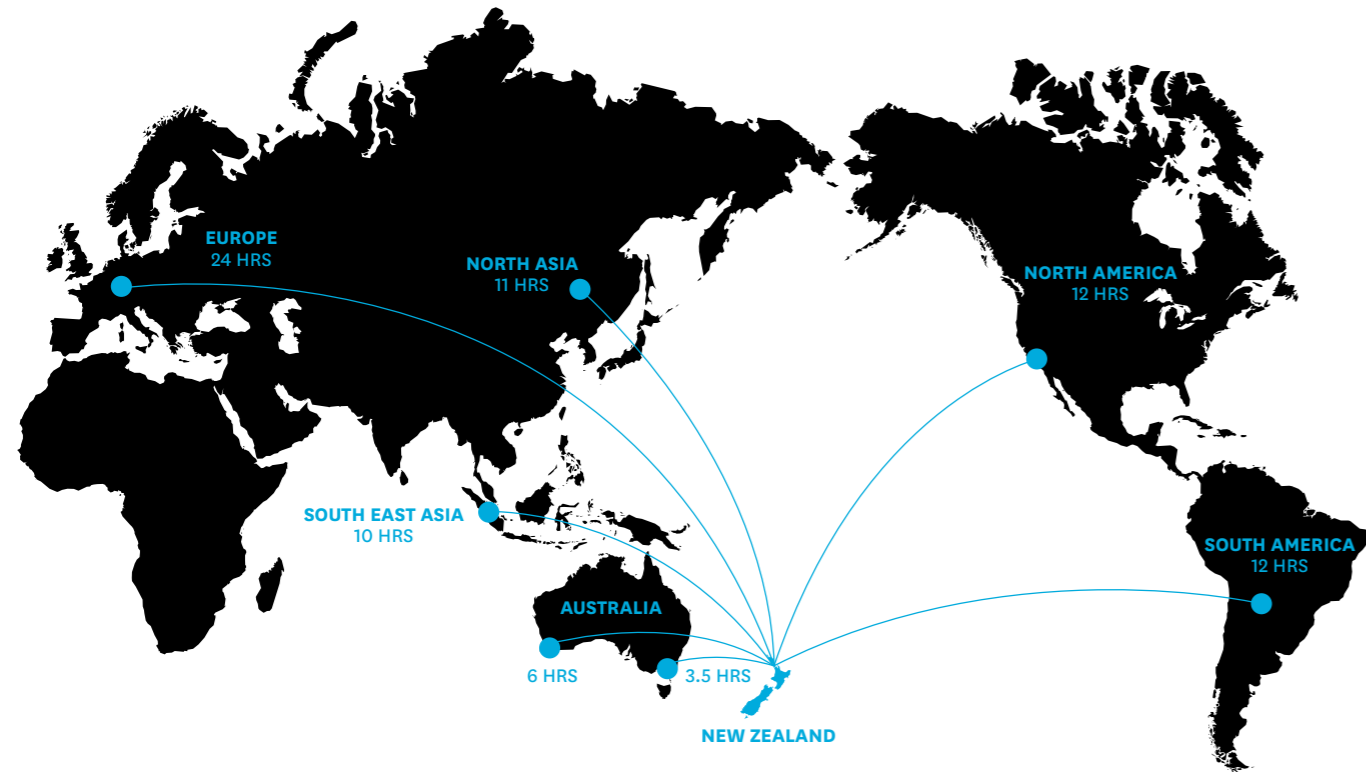 EUROPE
24 HRS
NORTH ASIA
11 HRS
NORTH AMERICA
12 HRS
SOUTH EAST ASIA
10 HRS
SOUTH AMERICA
12 HRS
AUSTRALIA
6 HRS
3.5 HRS
NEW ZEALAND